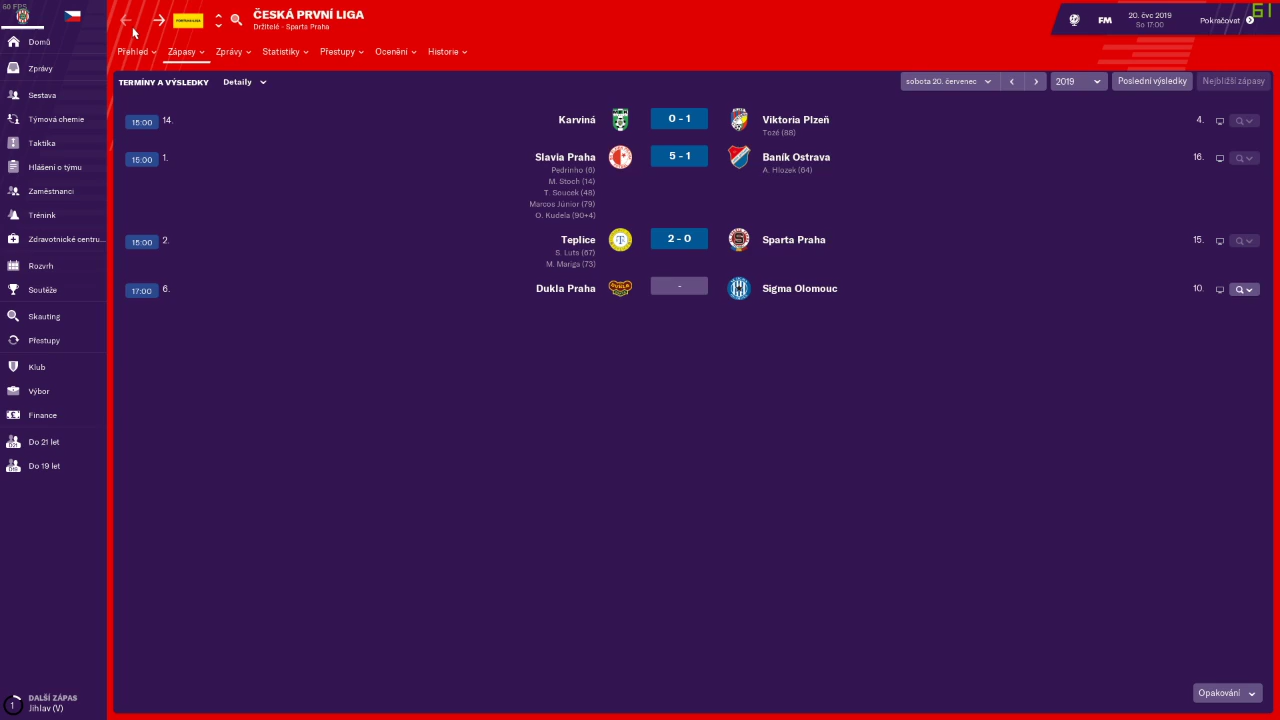 60 FPS
61
ČESKÁ PRVNÍ LIGA
Držitelé - Sparta Praha
FM
20. čvc 2019
So 17:00
Pokračovat
Přehled
Zápasy
Zprávy
Statistiky
Přestupy
Ocenění
Historie
Domů
Zprávy
Sestava
Týmová chemie
Taktika
Hlášení o týmu
Zaměstnanci
Trénink
Zdravotnické centru...
Rozvrh
Soutěže
Skauting
Přestupy
Klub
Výbor
Finance
Do 21 let
Do 19 let
1
DALŠÍ ZÁPAS
Jihlav (V)
TERMÍNY A VÝSLEDKY
Detaily
sobota 20. červenec
2019
Poslední výsledky
Nejbližší zápasy
15:00 14. Karviná 0 - 1 Viktoria Plzeň 4.
Tozé (88)
15:00 1. Slavia Praha 5 - 1 Baník Ostrava 16.
Pedrinho (6) A. Hlozek (64)
M. Stoch (14)
T. Soucek (48)
Marcos Júnior (79)
O. Kudela (90+4)
15:00 2. Teplice 2 - 0 Sparta Praha 15.
S. Luts (67)
M. Mariga (73)
17:00 6. Dukla Praha - Sigma Olomouc 10.
Opakování